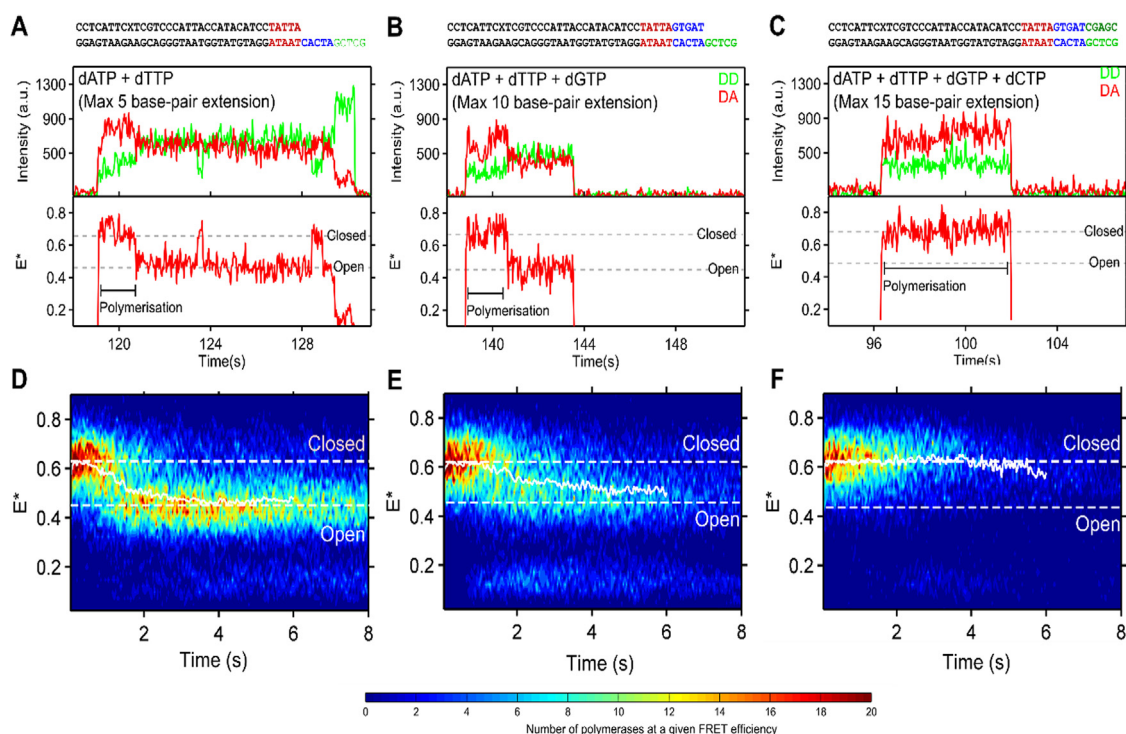 A
CCTCATTCXTCGTCCCATTACCATACATCCTATTA
GGAGTAAGAAGCAGGGTAATGGTATGTAGGATAATCACTAGCTCG
dATP + dTTP
(Max 5 base-pair extension)
Intensity (a.u.)
1300
900
500
E*
0.8
0.6
0.4
0.2
Closed
Open
Polymerisation
120 124 128
Time(s)
B
CCTCATTCXTCGTCCCATTACCATACATCCTATTAGTGAT
GGAGTAAGAAGCAGGGTAATGGTATGTAGGATAATCACTAGCTCG
dATP + dTTP + dGTP
(Max 10 base-pair extension)
DD
DA
Intensity (a.u.)
1300
900
500
E*
0.8
0.6
0.4
0.2
Closed
Open
Polymerisation
140 144 148
Time(s)
C
CCTCATTCXTCGTCCCATTACCATACATCCTATTAGTGATCGAGC
GGAGTAAGAAGCAGGGTAATGGTATGTAGGATAATCACTAGCTCG
dATP + dTTP + dGTP + dCTP
(Max 15 base-pair extension)
DD
DA
Intensity (a.u.)
1300
900
500
E*
0.8
0.6
0.4
0.2
Closed
Open
Polymerisation
96 100 104
Time(s)
D
E*
0.8
0.6
0.4
0.2
Closed
Open
2 4 6 8
Time (s)
E
E*
0.8
0.6
0.4
0.2
Closed
Open
2 4 6 8
Time (s)
F
E*
0.8
0.6
0.4
0.2
Closed
Open
2 4 6 8
Time (s)
0 2 4 6 8 10 12 14 16 18 20
Number of polymerases at a given FRET efficiency